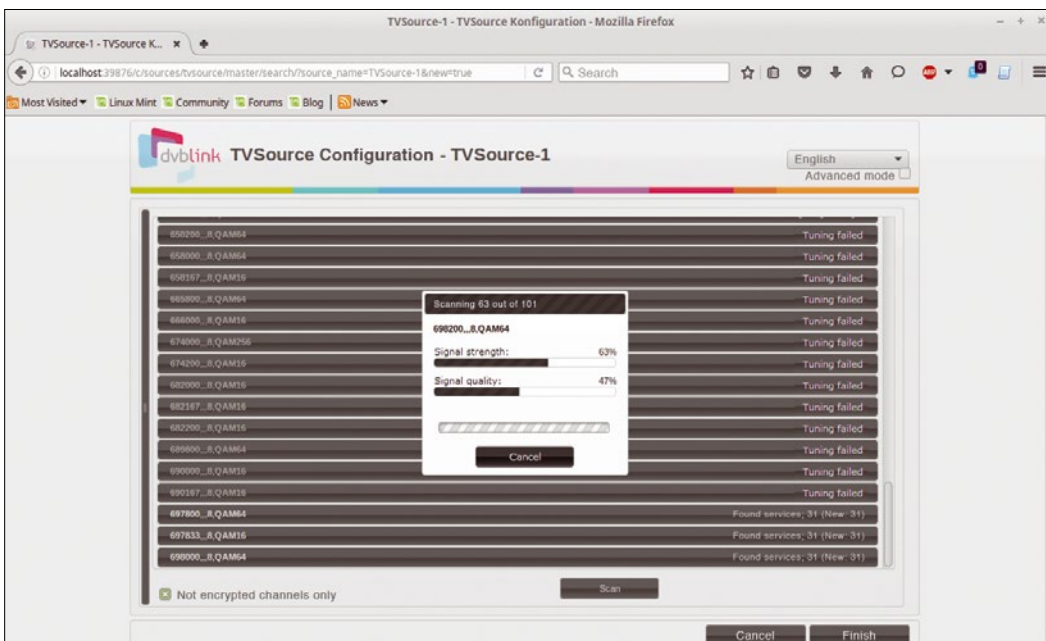 TVSource-1 - TVSource Konfiguration - Mozilla Firefox
TVSource-1 - TVSource K...
localhost:39876/c/sources/tvsource/master/search/?source_name=TVSource-1&new=true
Search
ABP
0
Most Visited
Linux Mint
Community
Forums
Blog
News
dvblink
TVSource Configuration - TVSource-1
English
Advanced mode
650200,,,8,QAM64 Tuning failed
658000,,,8,QAM64 Tuning failed
658167,,,8,QAM16 Tuning failed
665800,,,8,QAM64 Tuning failed
666000,,,8,QAM16 Tuning failed
674000,,,8,QAM256 Tuning failed
674200,,,8,QAM16 Tuning failed
682000,,,8,QAM16 Tuning failed
682167,,,8,QAM16 Tuning failed
682200,,,8,QAM16 Tuning failed
689800,,,8,QAM64 Tuning failed
690000,,,8,QAM16 Tuning failed
690167,,,8,QAM16 Tuning failed
697800,,,8,QAM64 Found services; 31 (New: 31)
697833,,,8,QAM16 Found services; 31 (New: 31)
698000,,,8,QAM64 Found services; 31 (New: 31)
Scanning 63 out of 101
698200,,,8,QAM64
Signal strength: 63%
Signal quality: 47%
Cancel
Not encrypted channels only
Scan
Cancel
Finish